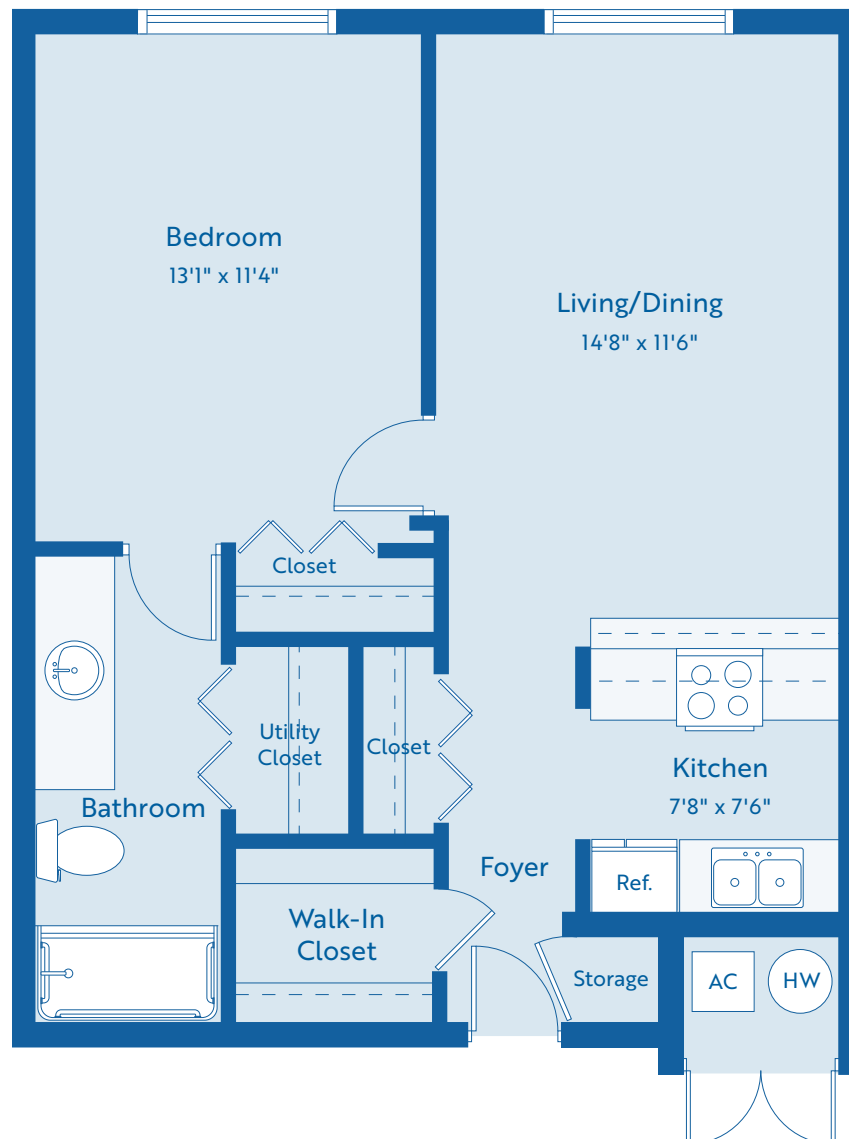 Bedroom
13'1" x 11'4"
Living/Dining
14'8" x 11'6"
Closet
Utility
Closet
Closet
Kitchen
7'8" x 7'6"
Bathroom
Foyer
Ref.
Walk-In
Closet
Storage
AC
HW